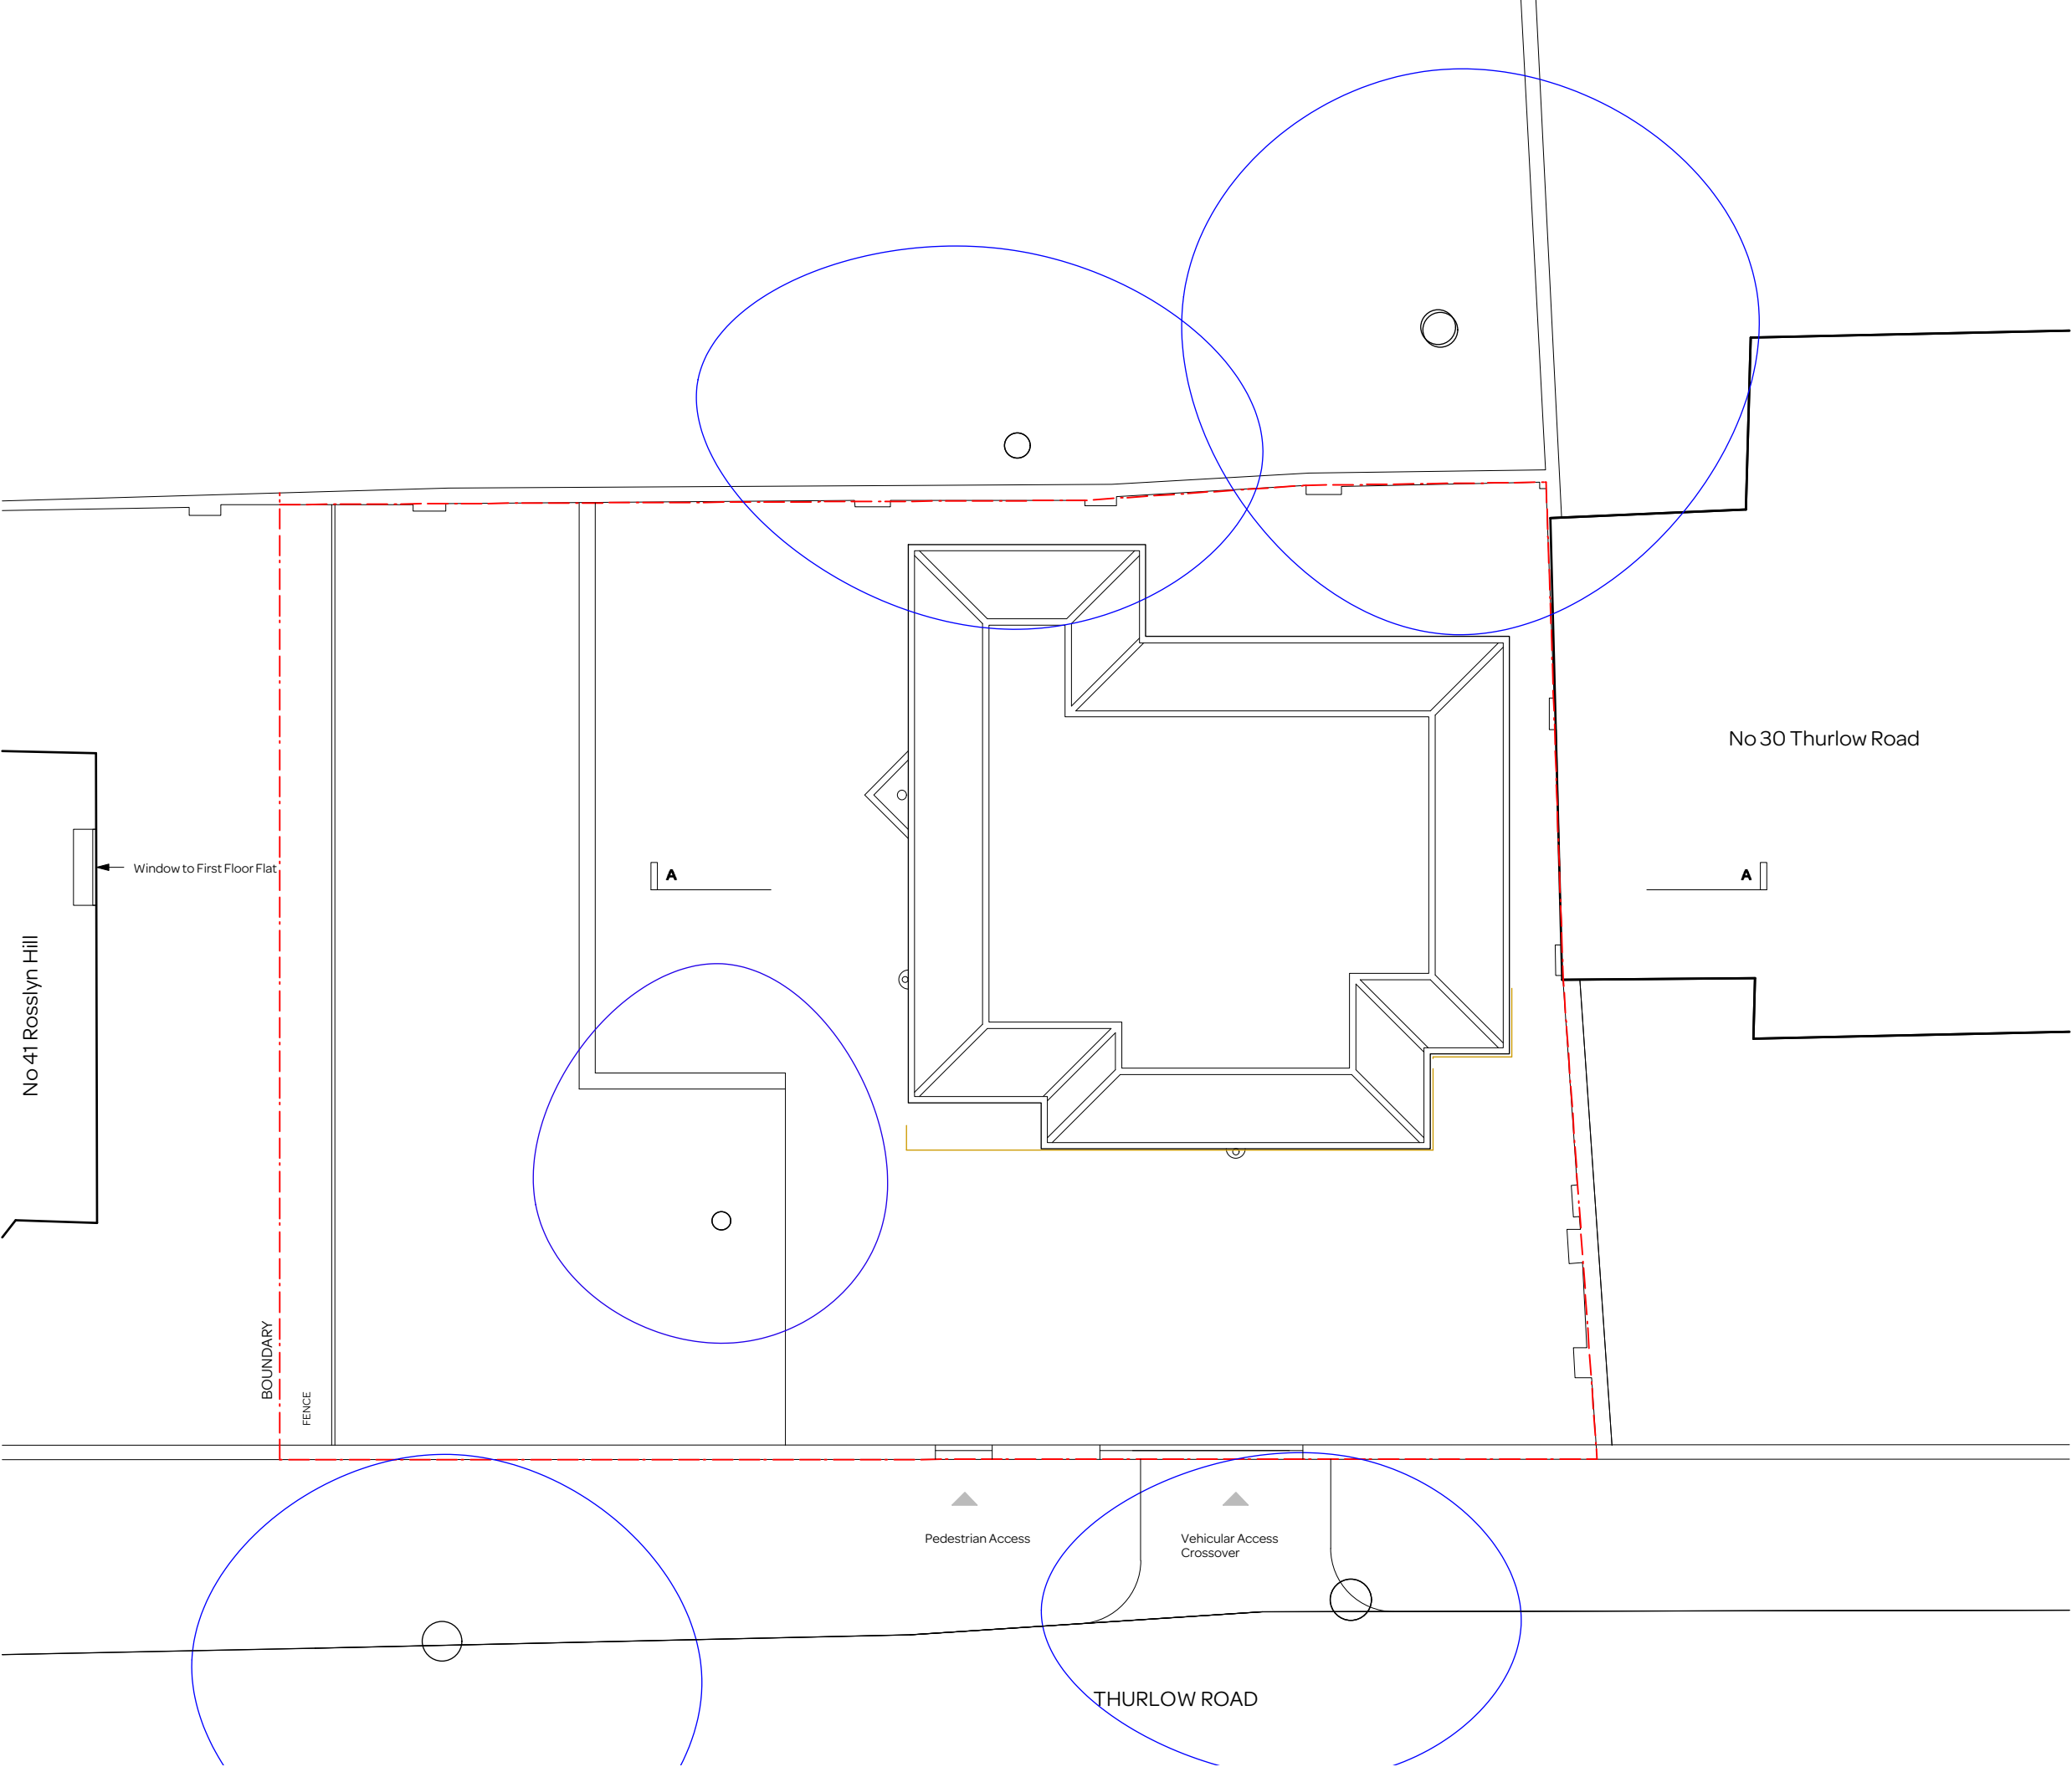 No 30 Thurlow Road
Window to First Floor Flat
A
A
No 41 Rosslyn Hill
BOUNDARY
FENCE
Pedestrian Access
Vehicular Access
Crossover
THURLOW ROAD